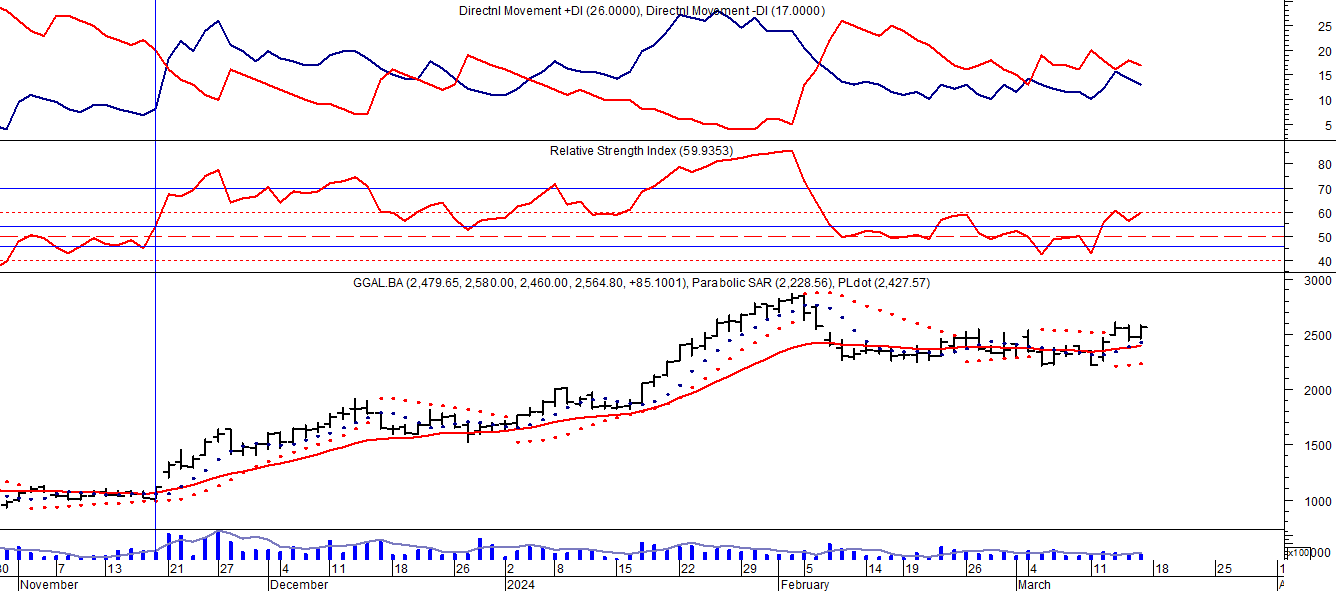 Directnl Movement +DI (26.0000), Directnl Movement -DI (17.0000)
25
20
15
10
5
Relative Strength Index (59.9353)
80
70
60
50
40
GGAL.BA (2,479.65, 2,580.00, 2,460.00, 2,564.80, +85.1001), Parabolic SAR (2,228.56), PLdot (2,427.57)
3000
2500
2000
1500
1000
x100
30 7 13 21 27 4 11 18 26 2 8 15 22 29 5 14 19 26 4 11 18 25
November December 2024 February March